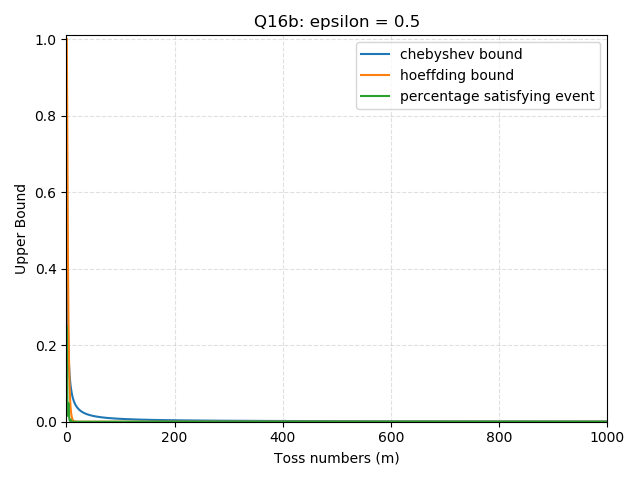 Q16b: epsilon = 0.5
chebyshev bound
hoeffding bound
percentage satisfying event
Upper Bound
1.0
0.8
0.6
0.4
0.2
0.0
0 200 400 600 800 1000
Toss numbers (m)